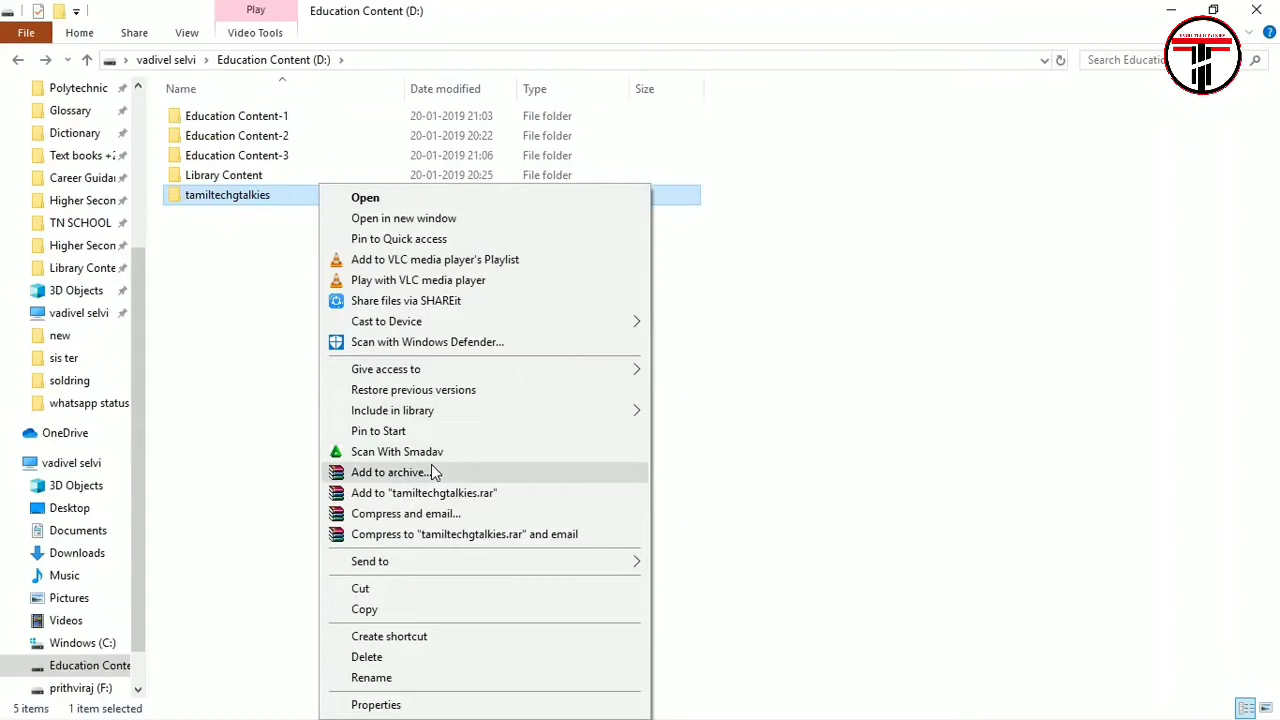 Play
Education Content (D:)
File
Home
Share
View
Video Tools
vadivel selvi
Education Content (D:)
Search Educatio
TAMIL TECH TALKIES
Name
Date modified
Type
Size
Education Content-1
20-01-2019 21:03
File folder
Education Content-2
20-01-2019 20:22
File folder
Education Content-3
20-01-2019 21:06
File folder
Library Content
20-01-2019 20:25
File folder
tamiltechgtalkies
Polytechnic
Glossary
Dictionary
Text books +2
Career Guidar
Higher Secon
TN SCHOOL
Higher Secon
Library Conte
3D Objects
vadivel selvi
new
sis ter
soldring
whatsapp status
OneDrive
vadivel selvi
3D Objects
Desktop
Documents
Downloads
Music
Pictures
Videos
Windows (C:)
Education Conte
prithviraj (F:)
Open
Open in new window
Pin to Quick access
Add to VLC media player's Playlist
Play with VLC media player
Share files via SHAREit
Cast to Device
Scan with Windows Defender...
Give access to
Restore previous versions
Include in library
Pin to Start
Scan With Smadav
Add to archive...
Add to "tamiltechgtalkies.rar"
Compress and email...
Compress to "tamiltechgtalkies.rar" and email
Send to
Cut
Copy
Create shortcut
Delete
Rename
Properties
5 items
1 item selected